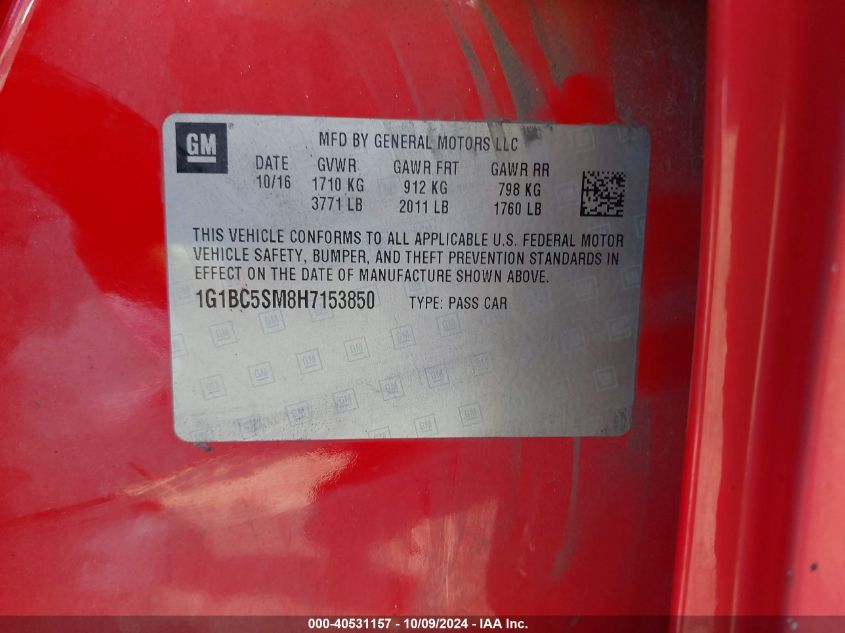 GM MFD BY GENERAL MOTORS LLC
DATE GVWR GAWR FRT GAWR RR
10/16 1710 KG 912 KG 798 KG
3771 LB 2011 LB 1760 LB
THIS VEHICLE CONFORMS TO ALL APPLICABLE U.S. FEDERAL MOTOR
VEHICLE SAFETY, BUMPER, AND THEFT PREVENTION STANDARDS IN
EFFECT ON THE DATE OF MANUFACTURE SHOWN ABOVE.
1G1BC5SM8H7153850 TYPE: PASS CAR
000-40531157 - 10/09/2024 - IAA Inc.